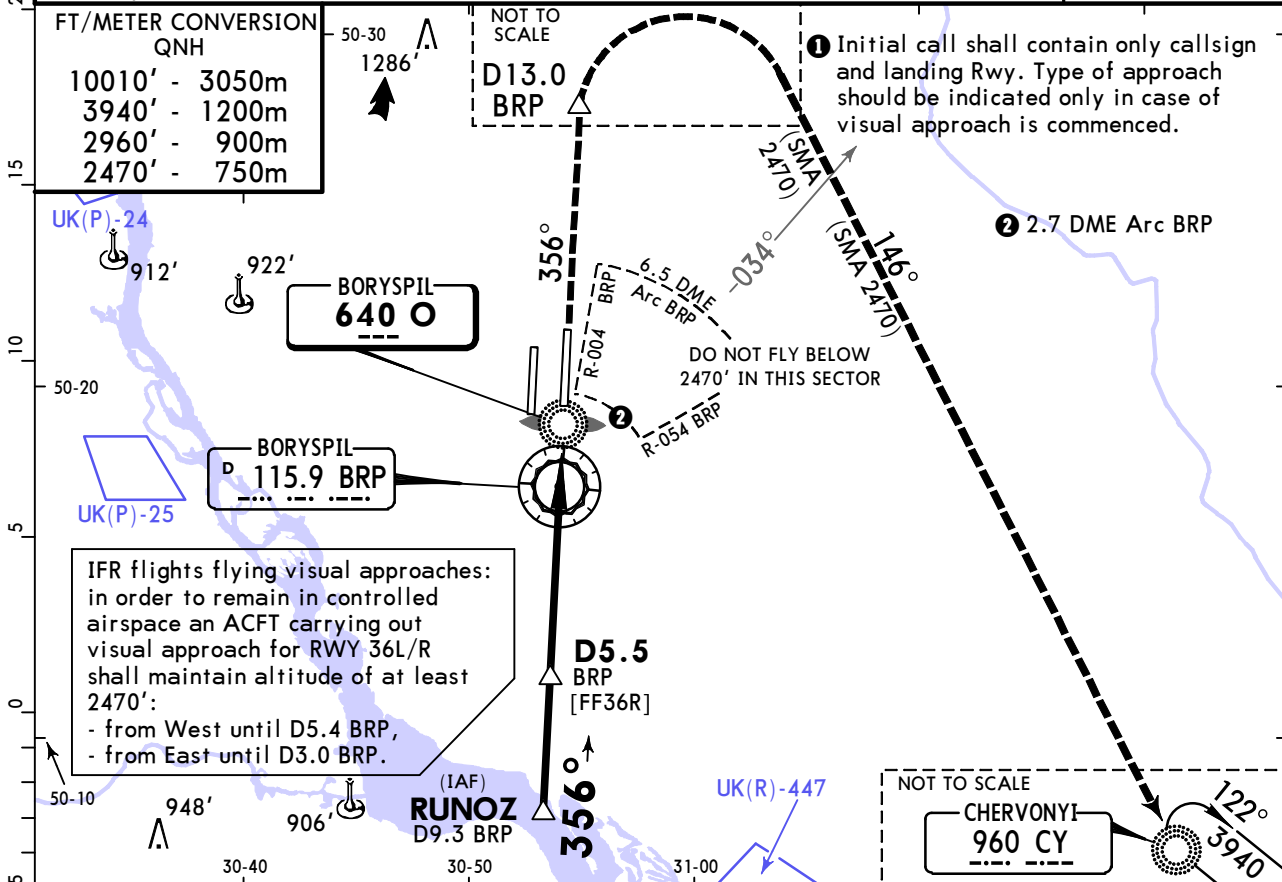 FT/METER CONVERSION
QNH
10010' - 3050m
3940' - 1200m
2960' - 900m
2470' - 750m
50-30
1286'
NOT TO
SCALE
D13.0
BRP
❶ Initial call shall contain only callsign
and landing Rwy. Type of approach
should be indicated only in case of
visual approach is commenced.
❷ 2.7 DME Arc BRP
15
UK(P)-24
912'
922'
BORYSPIL
640 O
356°
(SMA
2470)
034°
146°
(SMA 2470)
6.5 DME
Arc BRP
R-004 BRP
DO NOT FLY BELOW
2470' IN THIS SECTOR
❷
R-054 BRP
10
50-20
BORYSPIL
D 115.9 BRP
UK(P)-25
5
IFR flights flying visual approaches:
in order to remain in controlled
airspace an ACFT carrying out
visual approach for RWY 36L/R
shall maintain altitude of at least
2470':
- from West until D5.4 BRP,
- from East until D3.0 BRP.
D5.5
BRP
[FF36R]
0
50-10
948'
906'
(IAF)
RUNOZ
D9.3 BRP
356°
UK(R)-447
NOT TO SCALE
CHERVONYI
960 CY
122°
3940
30-40
30-50
31-00